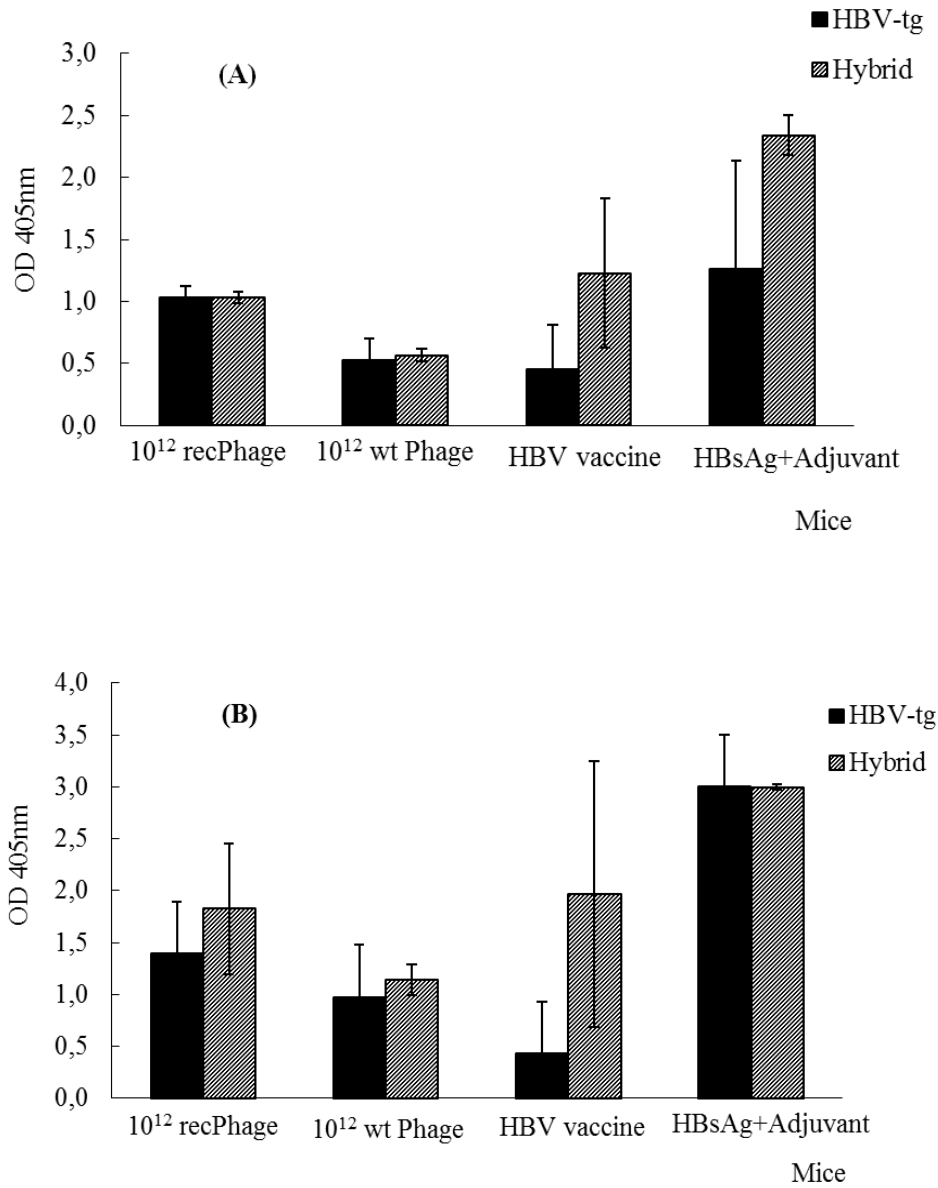 HBV-tg
Hybrid
(A)
3,0
2,5
2,0
1,5
1,0
0,5
0,0
OD 405nm
10¹² recPhage 10¹² wt Phage HBV vaccine HBsAg+Adjuvant
Mice
(B)
HBV-tg
Hybrid
4,0
3,5
3,0
2,5
2,0
1,5
1,0
0,5
0,0
OD 405nm
10¹² recPhage 10¹² wt Phage HBV vaccine HBsAg+Adjuvant
Mice